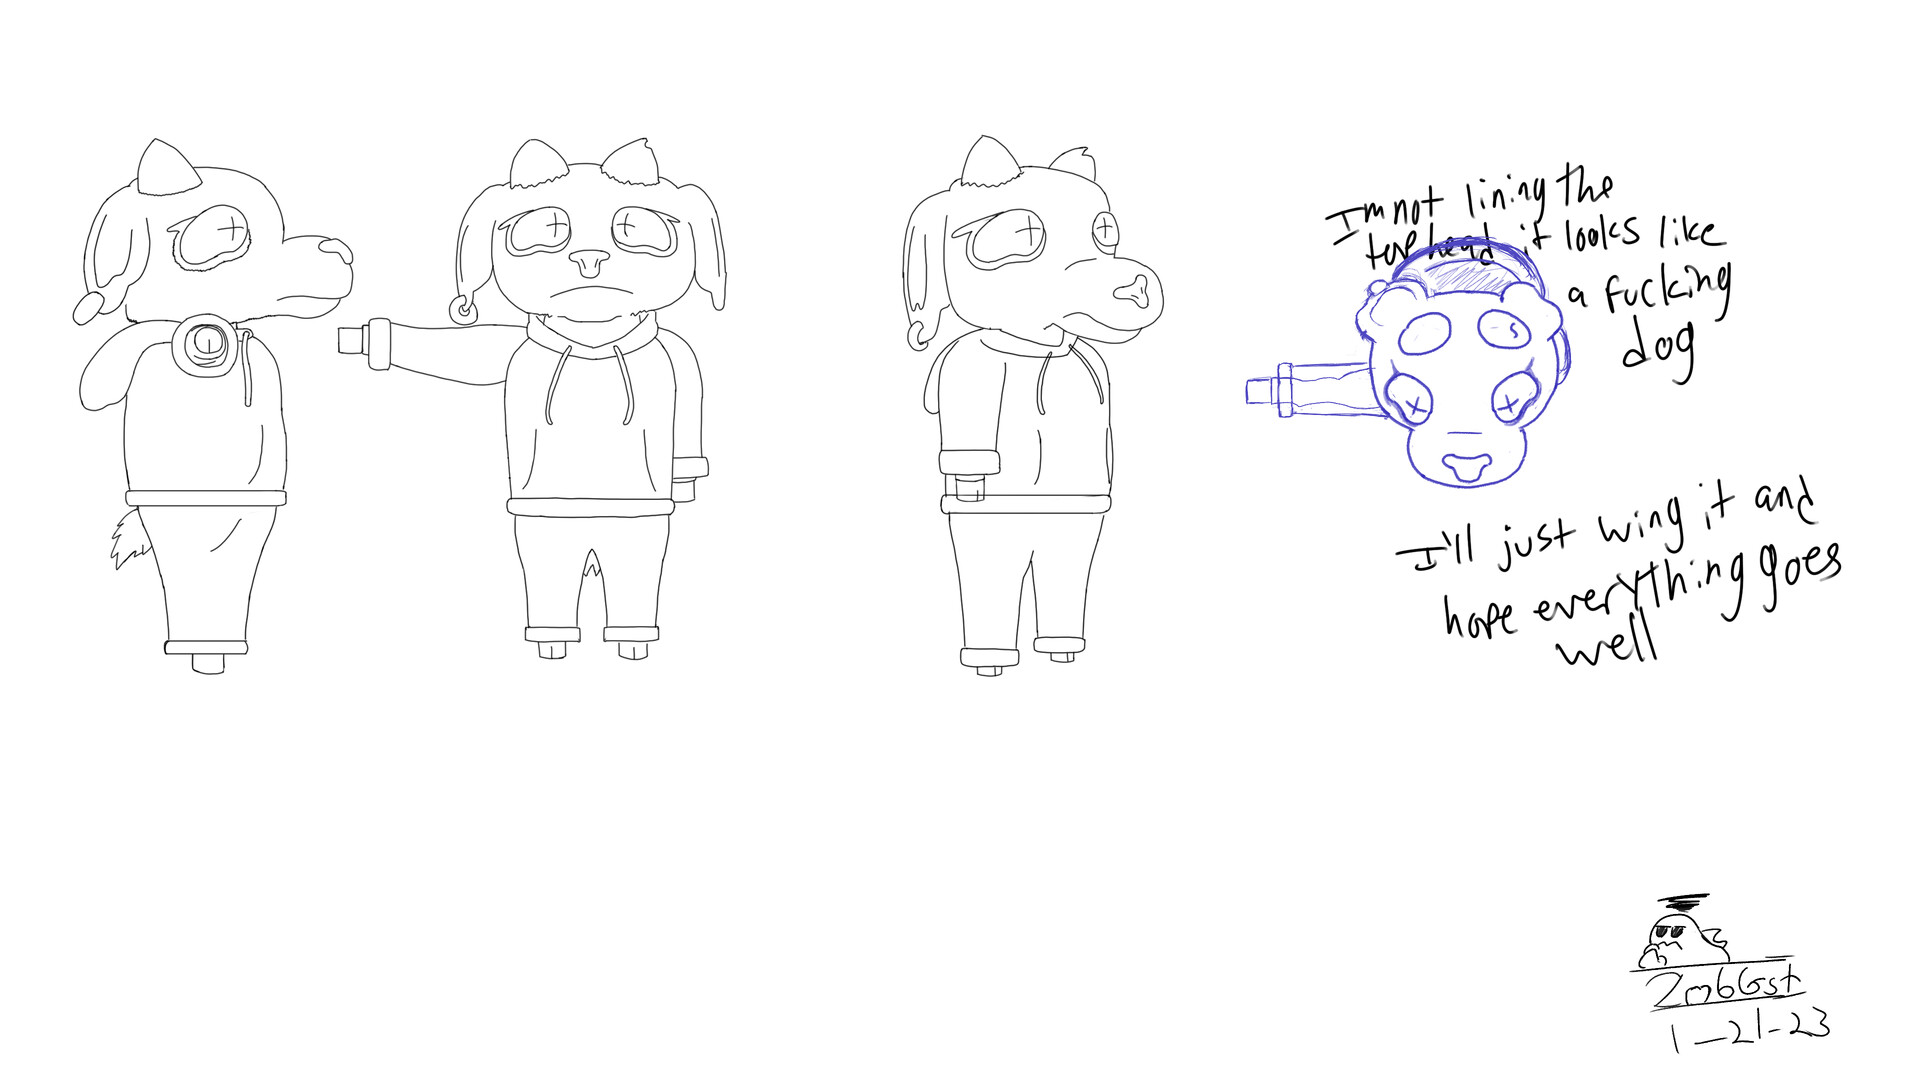 I'm not lining the
top head it looks like
a fucking
dog
I'll just wing it and
hope everything goes
well
ZmbGst
1-21-23